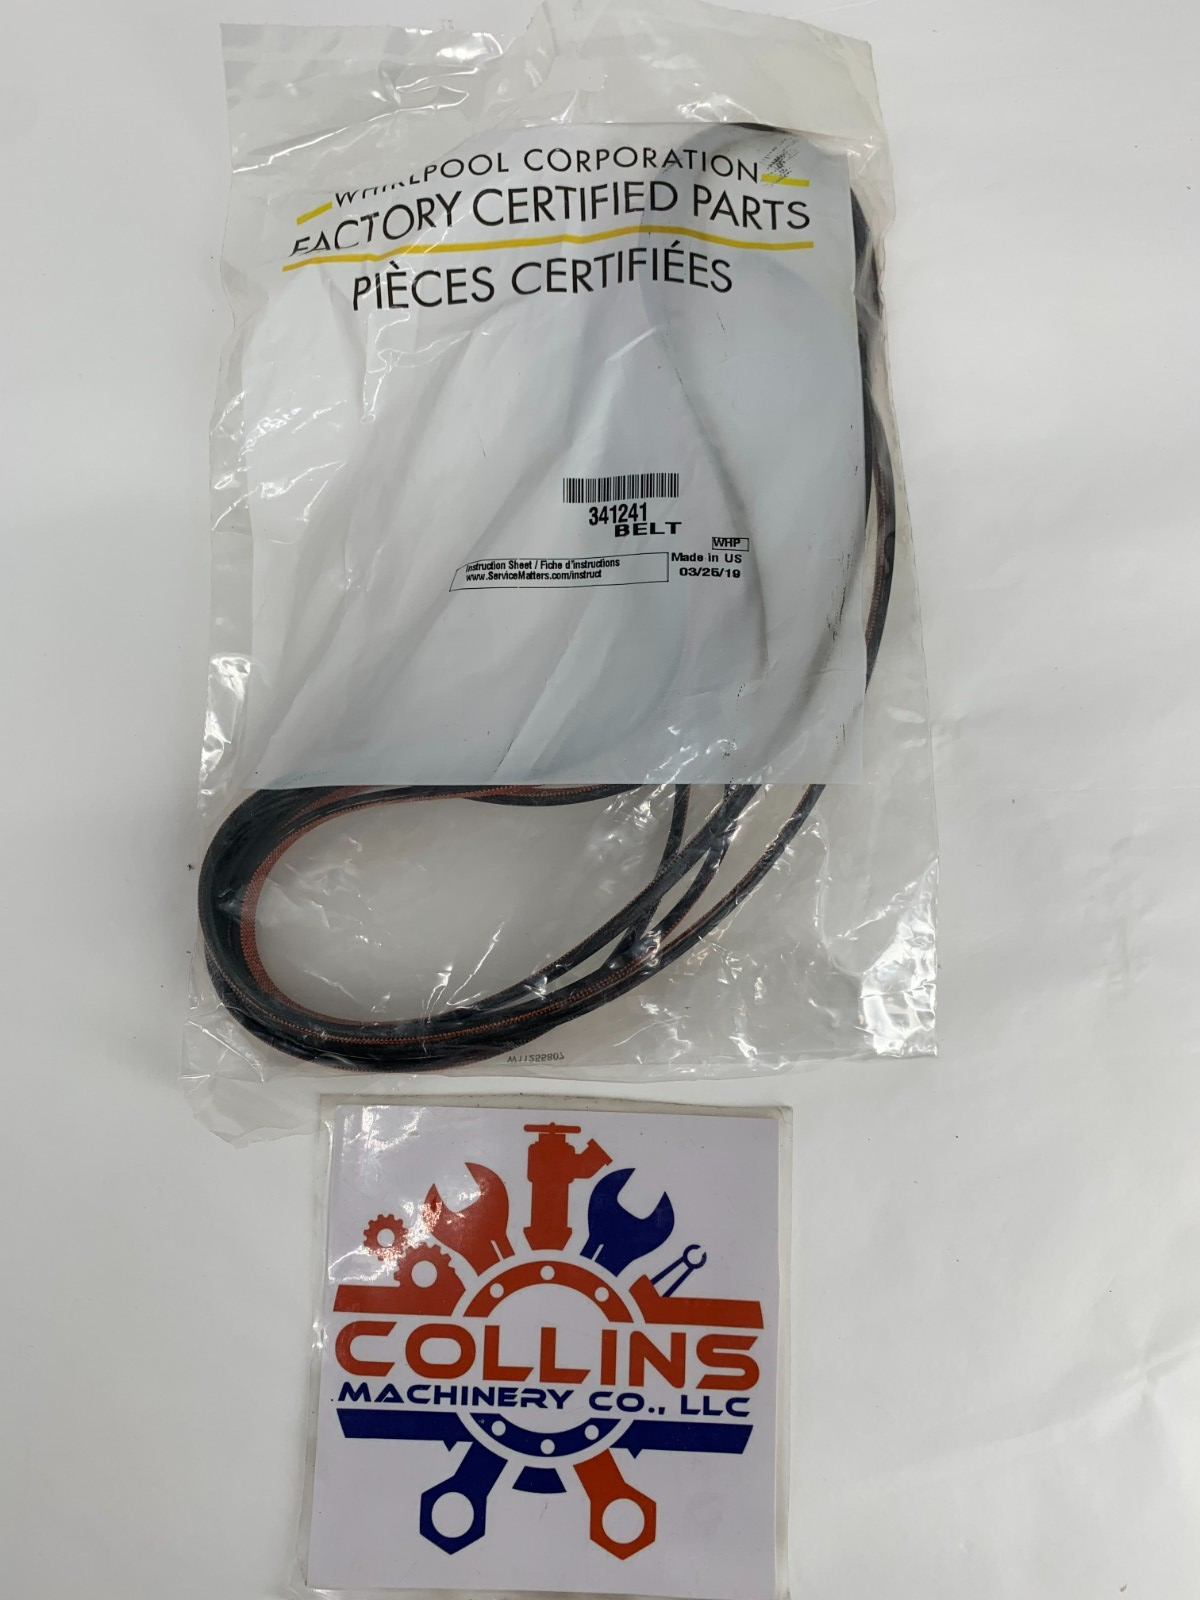 WHIRLPOOL CORPORATION
FACTORY CERTIFIED PARTS
PIÈCES CERTIFIÉES
341241
BELT
WHP
Instruction Sheet / Fiche d'instructions
www.ServiceMatters.com/instruct
Made in US
03/25/19
W11255807
COLLINS
MACHINERY CO., LLC